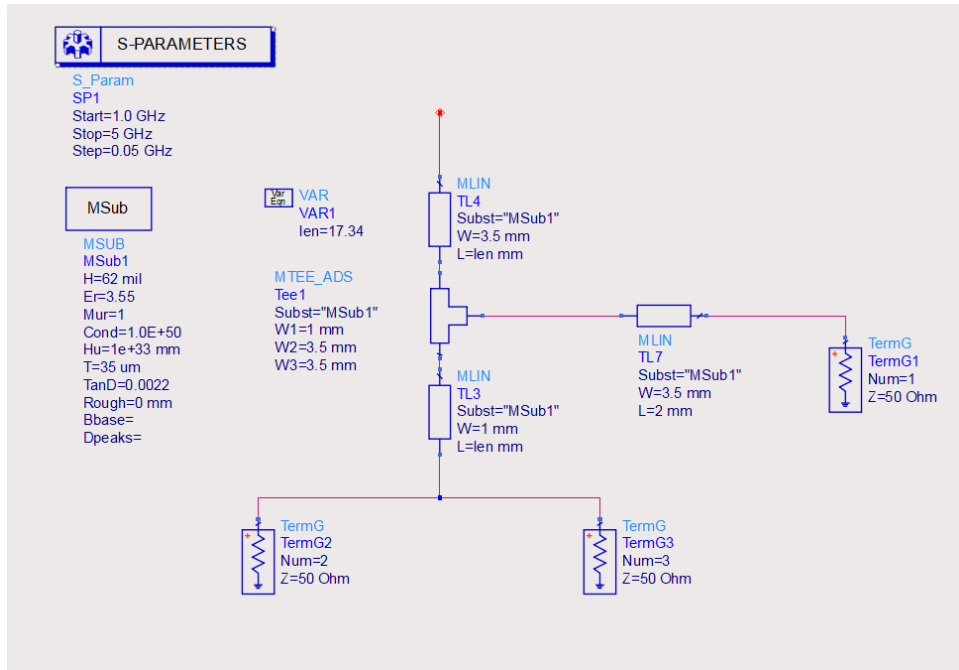 S-PARAMETERS
S_Param
SP1
Start=1.0 GHz
Stop=5 GHz
Step=0.05 GHz
MSub
MSUB
MSub1
H=62 mil
Er=3.55
Mur=1
Cond=1.0E+50
Hu=1e+33 mm
T=35 um
TanD=0.0022
Rough=0 mm
Bbase=
Dpeaks=
Var
Eqn
VAR
VAR1
len=17.34
MTEE_ADS
Tee1
Subst="MSub1"
W1=1 mm
W2=3.5 mm
W3=3.5 mm
MLIN
TL4
Subst="MSub1"
W=3.5 mm
L=len mm
MLIN
TL3
Subst="MSub1"
W=1 mm
L=len mm
MLIN
TL7
Subst="MSub1"
W=3.5 mm
L=2 mm
TermG
TermG1
Num=1
Z=50 Ohm
TermG
TermG2
Num=2
Z=50 Ohm
TermG
TermG3
Num=3
Z=50 Ohm